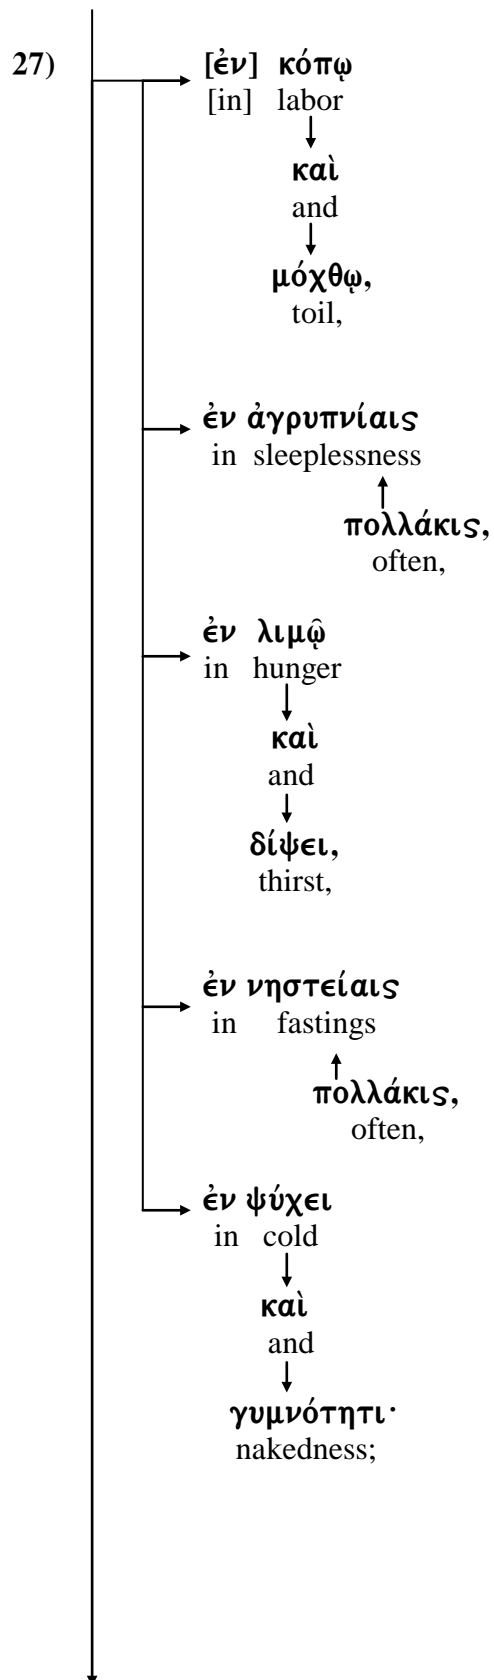 27) [ἐν] κόπῳ
[in] labor
καὶ
and
μόχθῳ,
toil,
ἐν ἀγρυπνίαις
in sleeplessness
πολλάκις,
often,
ἐν λιμῷ
in hunger
καὶ
and
δίψει,
thirst,
ἐν νηστείαις
in fastings
πολλάκις,
often,
ἐν ψύχει
in cold
καὶ
and
γυμνότητι·
nakedness;